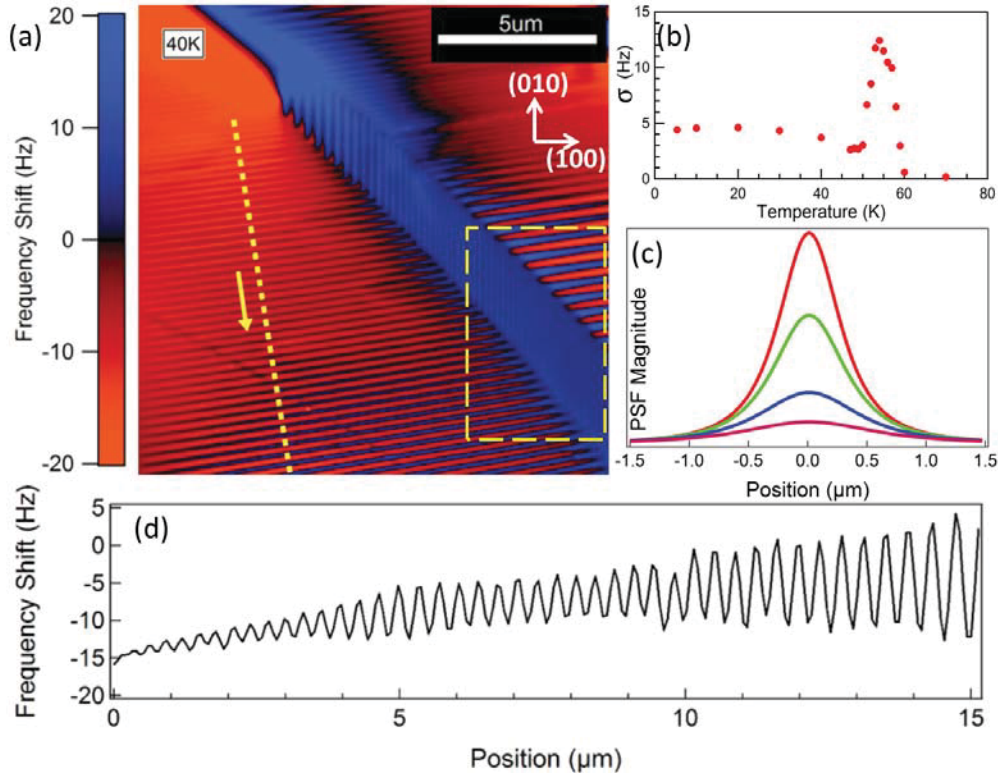 (a)
20
10
0
-10
-20
Frequency Shift (Hz)
40K
5um
(010)
(100)
(b)
15
10
5
0
σ (Hz)
0 20 40 60 80
Temperature (K)
(c)
PSF Magnitude
-1.5 -1.0 -0.5 0.0 0.5 1.0 1.5
Position (µm)
(d)
5
0
-5
-10
-15
-20
Frequency Shift (Hz)
0 5 10 15
Position (µm)